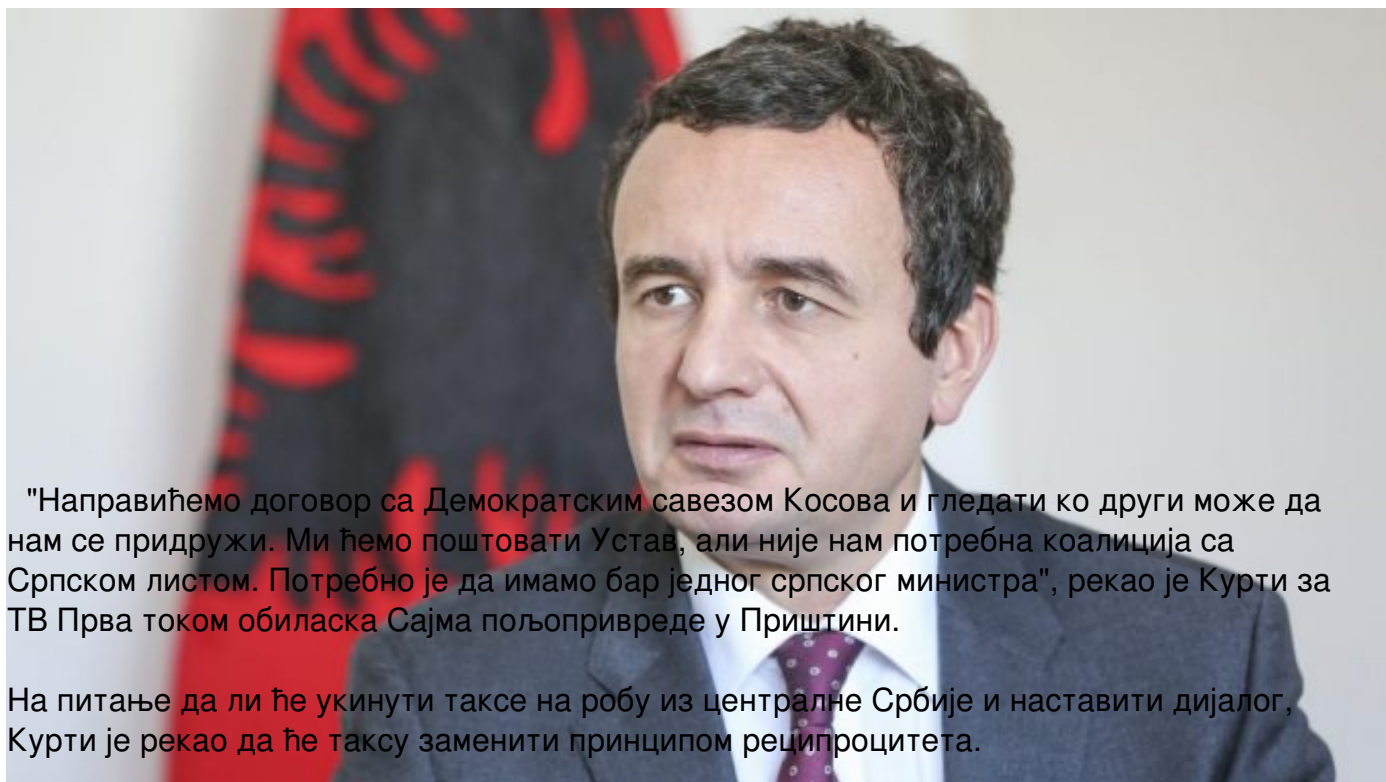 "Направићемо договор са Демократским савезом Косова и гледати ко други може да
нам се придружи. Ми ћемо поштовати Устав, али није нам потребна коалиција са
Српском листом. Потребно је да имамо бар једног српског министра", рекао је Курти за
ТВ Прва током обиласка Сајма пољопривреде у Приштини.
На питање да ли ће укинути таксе на робу из централне Србије и наставити дијалог,
Курти је рекао да ће таксу заменити принципом реципроцитета.